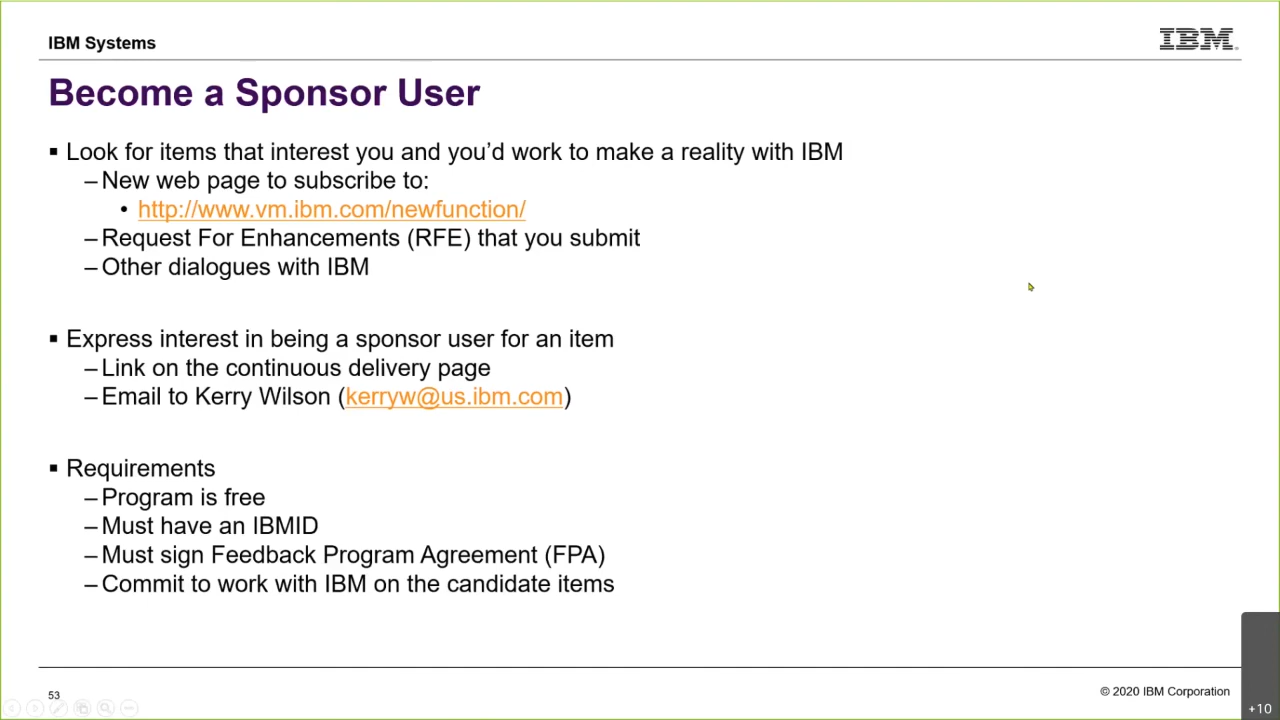 IBM Systems
IBM
Become a Sponsor User
▪ Look for items that interest you and you'd work to make a reality with IBM
– New web page to subscribe to:
• http://www.vm.ibm.com/newfunction/
– Request For Enhancements (RFE) that you submit
– Other dialogues with IBM
▪ Express interest in being a sponsor user for an item
– Link on the continuous delivery page
– Email to Kerry Wilson (kerryw@us.ibm.com)
▪ Requirements
– Program is free
– Must have an IBMID
– Must sign Feedback Program Agreement (FPA)
– Commit to work with IBM on the candidate items
53
© 2020 IBM Corporation
+10